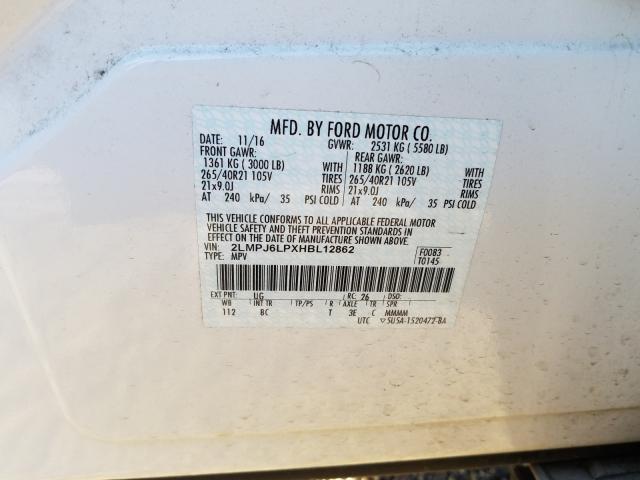 MFD. BY FORD MOTOR CO.
DATE: 11/16 GVWR: 2531 KG ( 5580 LB)
FRONT GAWR: REAR GAWR:
1361 KG ( 3000 LB) WITH 1188 KG ( 2620 LB) WITH
265/40R21 105V TIRES 265/40R21 105V TIRES
21x9.0J RIMS 21x9.0J RIMS
AT 240 kPa/ 35 PSI COLD AT 240 kPa/ 35 PSI COLD
THIS VEHICLE CONFORMS TO ALL APPLICABLE FEDERAL MOTOR
VEHICLE SAFETY AND THEFT PREVENTION STANDARDS IN
EFFECT ON THE DATE OF MANUFACTURE SHOWN ABOVE.
VIN: 2LMPJ6LPXHBL12862 F0083
TYPE: MPV T0145
EXT PNT: UG RC: 26 DSO:
WB INT TR TP/PS R AXLE TR SPR
112 BC T 3E C MMMM
UTC ▽5U5A-1520472-BA